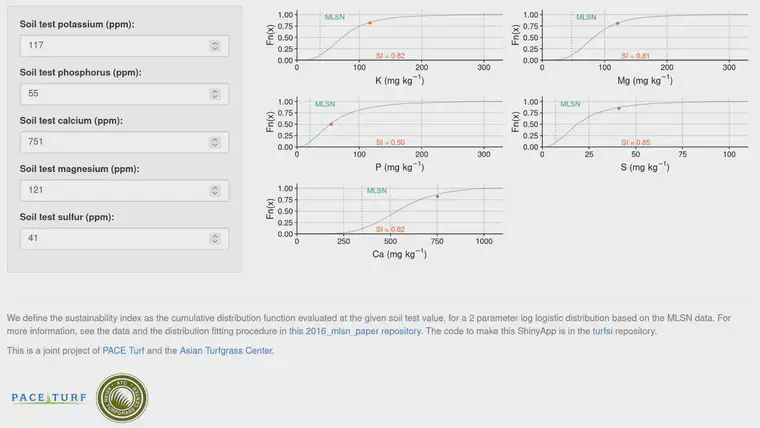 Soil test potassium (ppm):
117
Soil test phosphorus (ppm):
55
Soil test calcium (ppm):
751
Soil test magnesium (ppm):
121
Soil test sulfur (ppm):
41
1.00
0.75
0.50
0.25
0.00
Fn(x)
MLSN
SI = 0.82
0 100 200 300
K (mg kg⁻¹)
1.00
0.75
0.50
0.25
0.00
Fn(x)
MLSN
SI = 0.81
0 100 200 300
Mg (mg kg⁻¹)
1.00
0.75
0.50
0.25
0.00
Fn(x)
MLSN
SI = 0.50
0 100 200 300
P (mg kg⁻¹)
1.00
0.75
0.50
0.25
0.00
Fn(x)
MLSN
SI = 0.85
0 25 50 75 100
S (mg kg⁻¹)
1.00
0.75
0.50
0.25
0.00
Fn(x)
MLSN
SI = 0.82
0 250 500 750 1000
Ca (mg kg⁻¹)
We define the sustainability index as the cumulative distribution function evaluated at the given soil test value, for a 2 parameter log logistic distribution based on the MLSN data. For
more information, see the data and the distribution fitting procedure in this 2016_mlsn_paper repository. The code to make this ShinyApp is in the turfsi repository.
This is a joint project of PACE Turf and the Asian Turfgrass Center.
PACE TURF
ATC